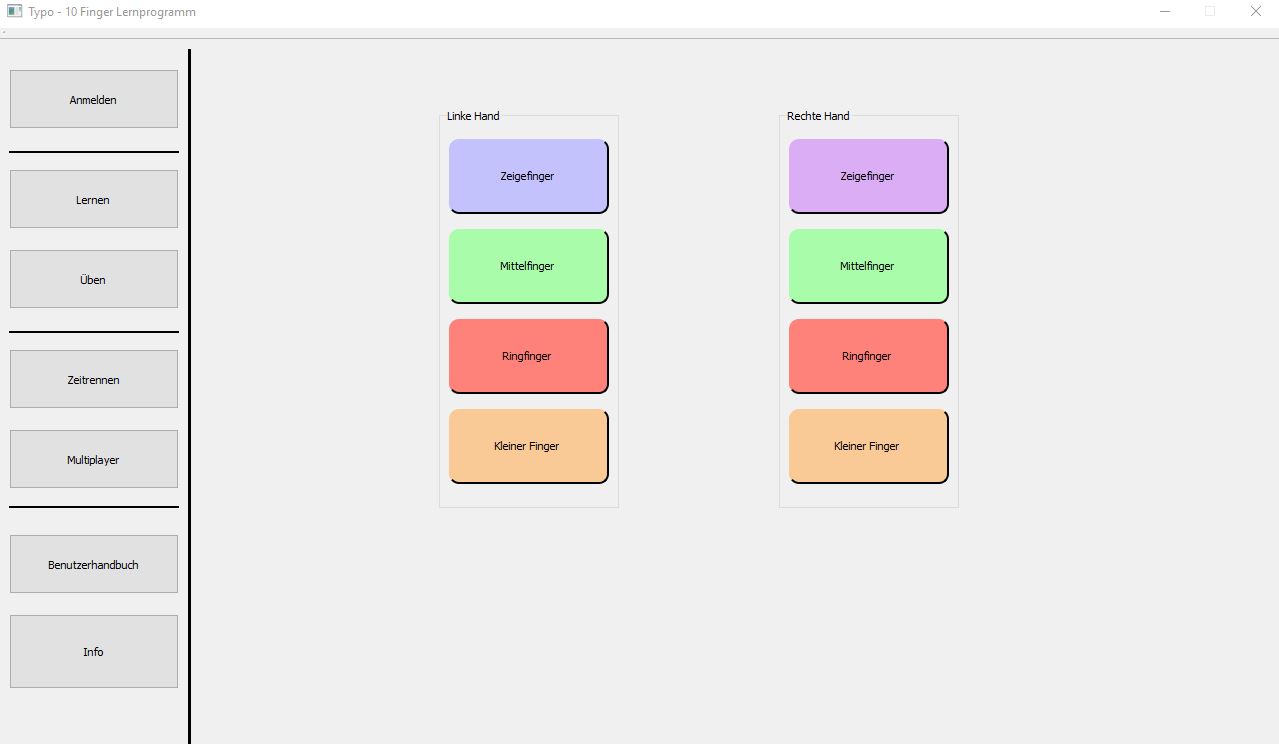 Typo - 10 Finger Lernprogramm
Anmelden
Lernen
Üben
Zeitrennen
Multiplayer
Benutzerhandbuch
Info
Linke Hand
Zeigefinger
Mittelfinger
Ringfinger
Kleiner Finger
Rechte Hand
Zeigefinger
Mittelfinger
Ringfinger
Kleiner Finger